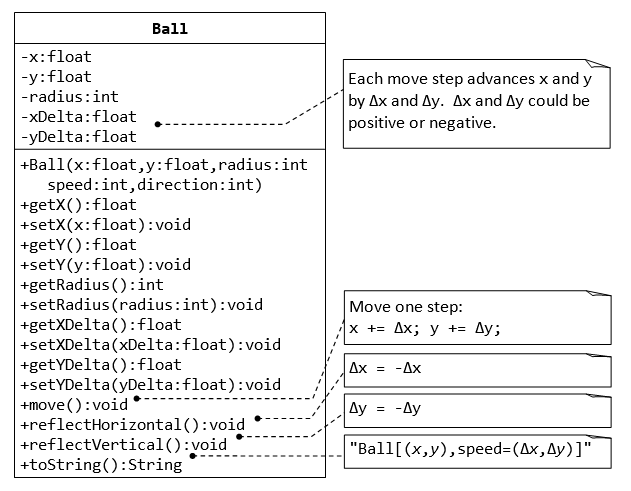 Ball
-x:float
-y:float
-radius:int
-xDelta:float
-yDelta:float
Each move step advances x and y
by Δx and Δy. Δx and Δy could be
positive or negative.
+Ball(x:float,y:float,radius:int
speed:int,direction:int)
+getX():float
+setX(x:float):void
+getY():float
+setY(y:float):void
+getRadius():int
+setRadius(radius:int):void
+getXDelta():float
+setXDelta(xDelta:float):void
+getYDelta():float
+setYDelta(yDelta:float):void
+move():void
+reflectHorizontal():void
+reflectVertical():void
+toString():String
Move one step:
x += Δx; y += Δy;
Δx = -Δx
Δy = -Δy
"Ball[(x,y),speed=(Δx,Δy)]"